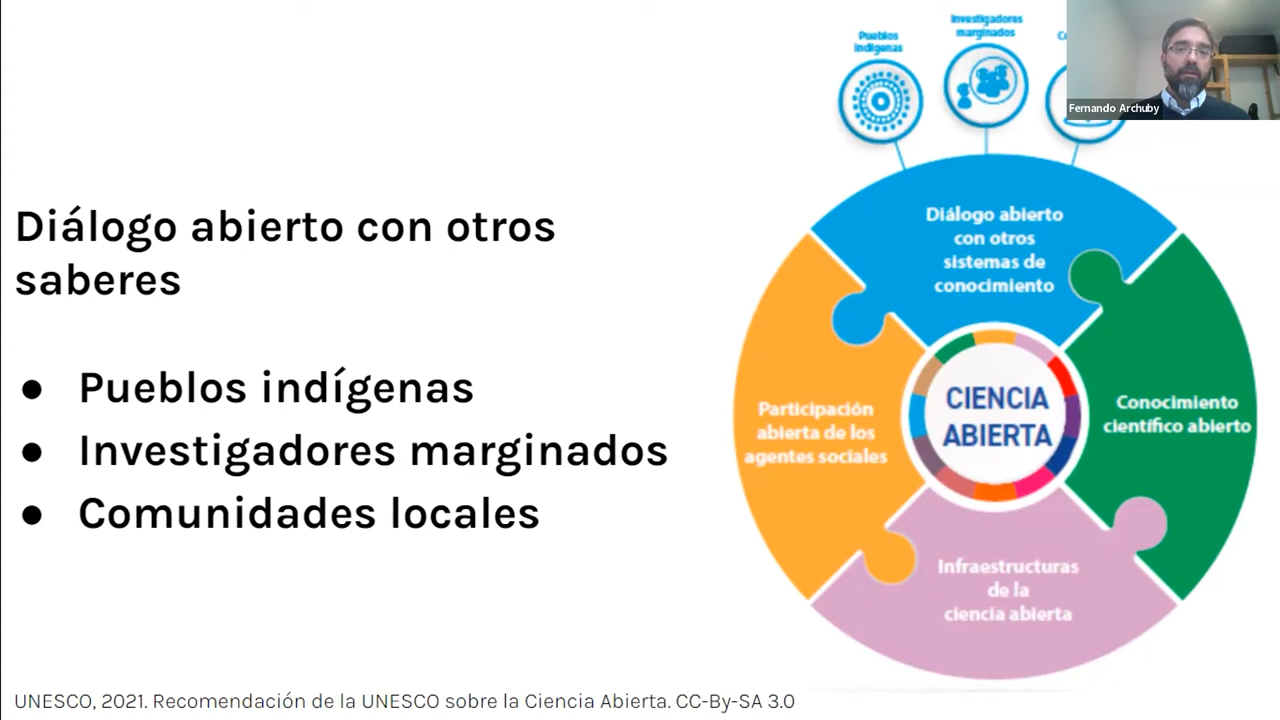 Diálogo abierto con otros
saberes
● Pueblos indígenas
● Investigadores marginados
● Comunidades locales
UNESCO, 2021. Recomendación de la UNESCO sobre la Ciencia Abierta. CC-By-SA 3.0
Pueblos
indígenas
Investigadores
marginados
Fernando Archuby
Diálogo abierto
con otros
sistemas de
conocimiento
Participación
abierta de los
agentes sociales
CIENCIA
ABIERTA
Conocimiento
científico abierto
Infraestructuras
de la
ciencia abierta